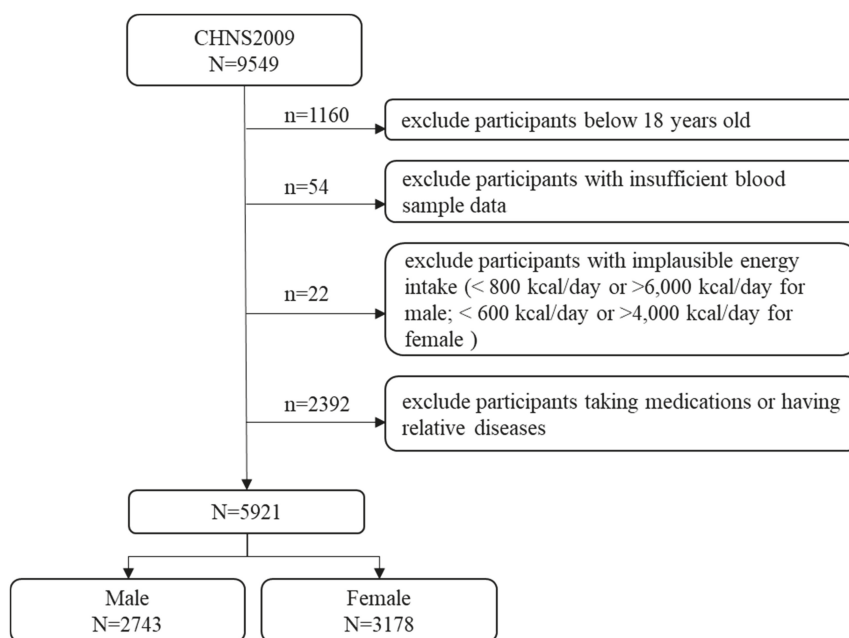 CHNS2009
N=9549
n=1160
exclude participants below 18 years old
n=54
exclude participants with insufficient blood
sample data
n=22
exclude participants with implausible energy
intake (< 800 kcal/day or >6,000 kcal/day for
male; < 600 kcal/day or >4,000 kcal/day for
female )
n=2392
exclude participants taking medications or having
relative diseases
N=5921
Male
N=2743
Female
N=3178